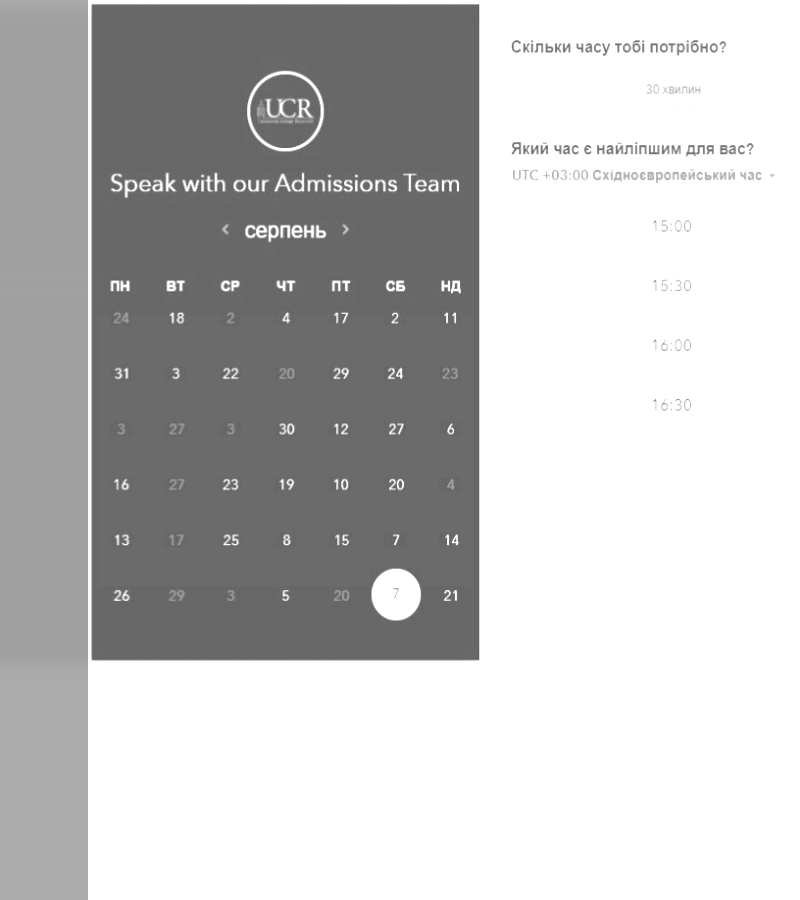 UCR
Speak with our Admissions Team
‹ серпень ›
ПН ВТ СР ЧТ ПТ СБ НД
24 18 2 4 17 2 11
31 3 22 20 29 24 23
3 27 3 30 12 27 6
16 27 23 19 10 20 4
13 17 25 8 15 7 14
26 29 3 5 20 7 21
Скільки часу тобі потрібно?
30 хвилин
Який час є найліпшим для вас?
UTC +03:00 Східноєвропейський час
15:00
15:30
16:00
16:30